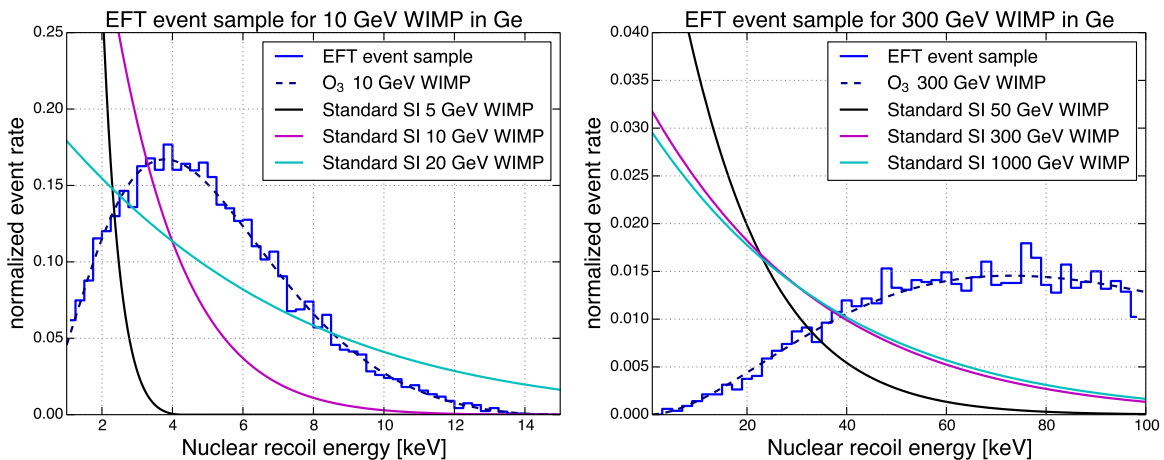 EFT event sample for 10 GeV WIMP in Ge
normalized event rate
0.25
0.20
0.15
0.10
0.05
0.00
EFT event sample
O₃ 10 GeV WIMP
Standard SI 5 GeV WIMP
Standard SI 10 GeV WIMP
Standard SI 20 GeV WIMP
2 4 6 8 10 12 14
Nuclear recoil energy [keV]
EFT event sample for 300 GeV WIMP in Ge
normalized event rate
0.040
0.035
0.030
0.025
0.020
0.015
0.010
0.005
0.000
EFT event sample
O₃ 300 GeV WIMP
Standard SI 50 GeV WIMP
Standard SI 300 GeV WIMP
Standard SI 1000 GeV WIMP
20 40 60 80 100
Nuclear recoil energy [keV]